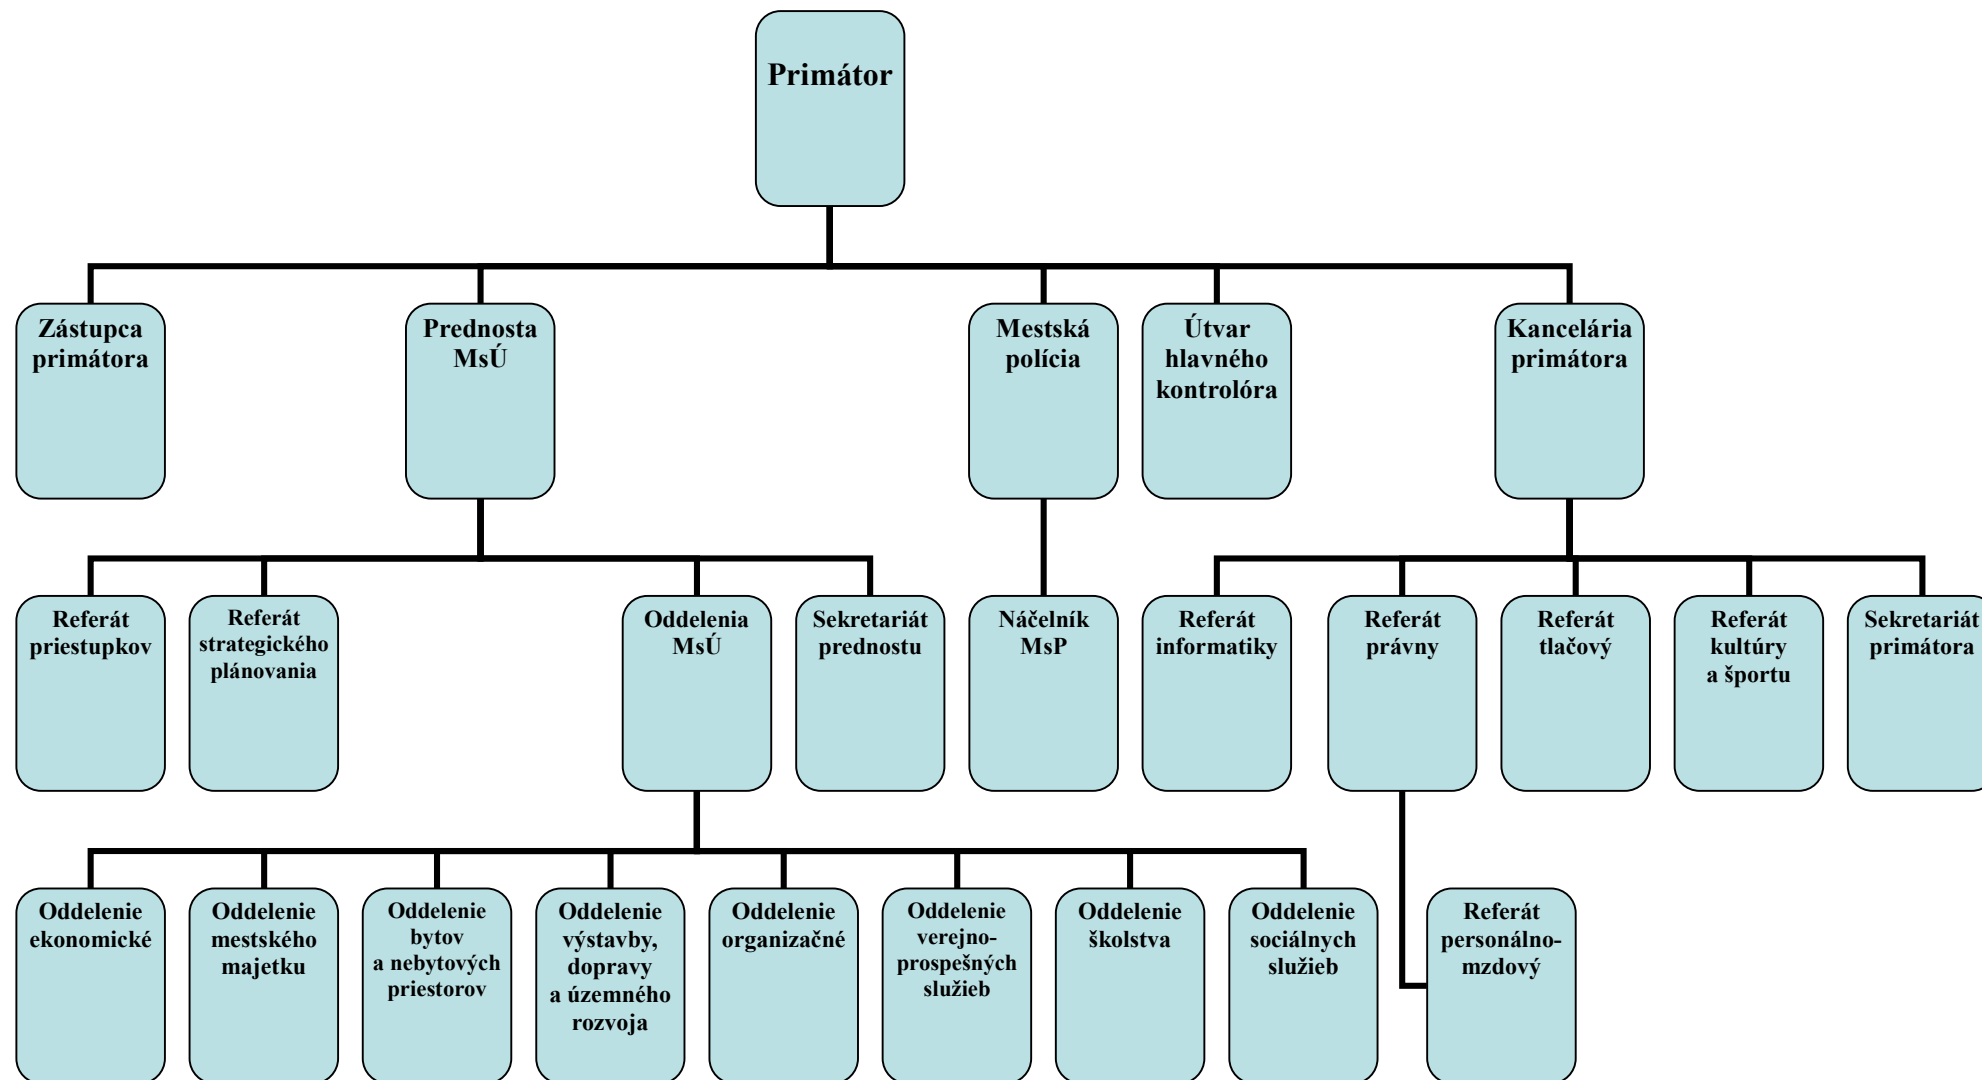 Primátor
Zástupca
primátora
Prednosta
MsÚ
Mestská
polícia
Útvar
hlavného
kontrolóra
Kancelária
primátora
Referát
priestupkov
Referát
strategického
plánovania
Oddelenia
MsÚ
Sekretariát
prednostu
Náčelník
MsP
Referát
informatiky
Referát
právny
Referát
tlačový
Referát
kultúry
a športu
Sekretariát
primátora
Oddelenie
ekonomické
Oddelenie
mestského
majetku
Oddelenie
bytov
a nebytových
priestorov
Oddelenie
výstavby,
dopravy
a územného
rozvoja
Oddelenie
organizačné
Oddelenie
verejno-
prospešných
služieb
Oddelenie
školstva
Oddelenie
sociálnych
služieb
Referát
personálno-
mzdový